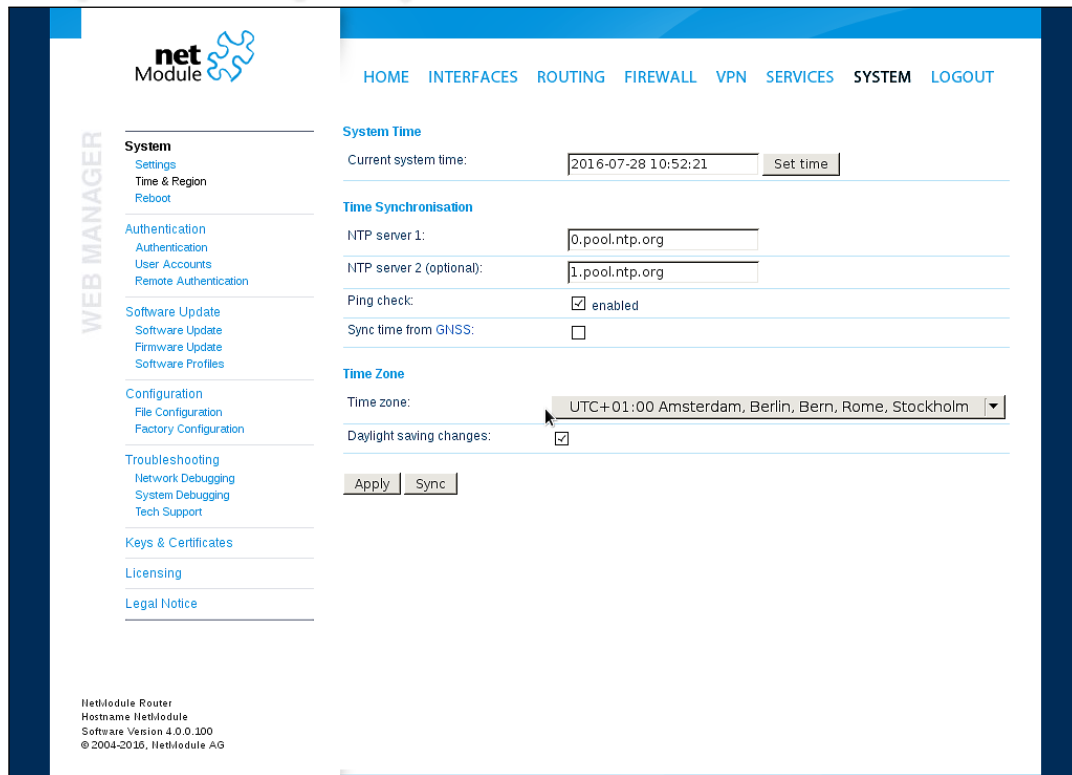 net
Module
HOME INTERFACES ROUTING FIREWALL VPN SERVICES SYSTEM LOGOUT
WEB MANAGER
System
Settings
Time & Region
Reboot
Authentication
Authentication
User Accounts
Remote Authentication
Software Update
Software Update
Firmware Update
Software Profiles
Configuration
File Configuration
Factory Configuration
Troubleshooting
Network Debugging
System Debugging
Tech Support
Keys & Certificates
Licensing
Legal Notice
System Time
Current system time: 2016-07-28 10:52:21 Set time
Time Synchronisation
NTP server 1: 0.pool.ntp.org
NTP server 2 (optional): 1.pool.ntp.org
Ping check: enabled
Sync time from GNSS:
Time Zone
Time zone: UTC+01:00 Amsterdam, Berlin, Bern, Rome, Stockholm
Daylight saving changes:
Apply Sync
NetModule Router
Hostname NetModule
Software Version 4.0.0.100
© 2004-2016, NetModule AG